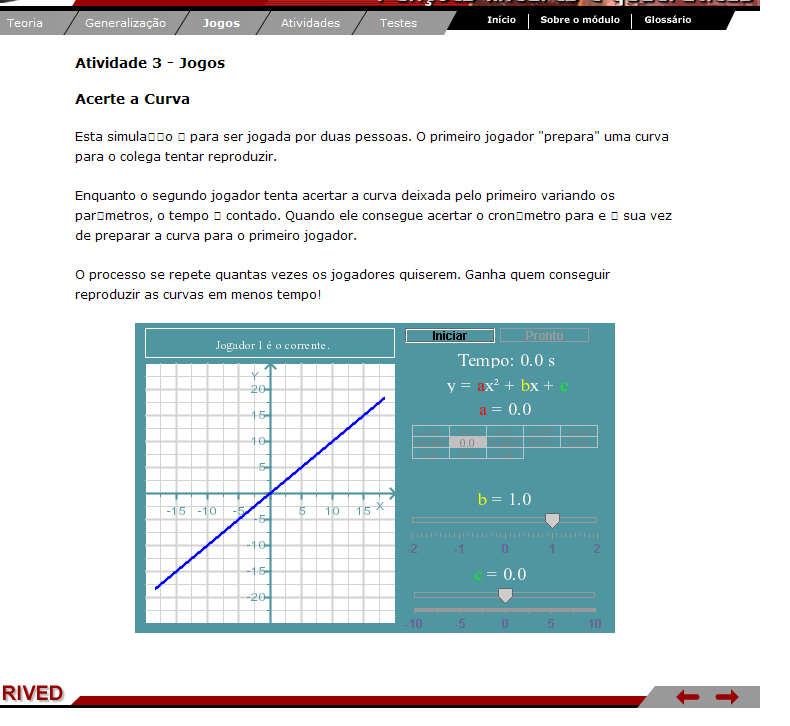 Teoria Generalização Jogos Atividades Testes Início Sobre o módulo Glossário
Atividade 3 - Jogos
Acerte a Curva
Esta simula▯▯o ▯ para ser jogada por duas pessoas. O primeiro jogador "prepara" uma curva
para o colega tentar reproduzir.
Enquanto o segundo jogador tenta acertar a curva deixada pelo primeiro variando os
par▯metros, o tempo ▯ contado. Quando ele consegue acertar o cron▯metro para e ▯ sua vez
de preparar a curva para o primeiro jogador.
O processo se repete quantas vezes os jogadores quiserem. Ganha quem conseguir
reproduzir as curvas em menos tempo!
Jogador 1 é o corrente.
Iniciar Pronto
Tempo: 0.0 s
y = ax² + bx + c
a = 0.0
0.0
b = 1.0
-2 -1 0 1 2
c = 0.0
-10 -5 0 5 10
Y
20
15
10
5
-15 -10 -5 5 10 15 X
-5
-10
-15
-20
RIVED